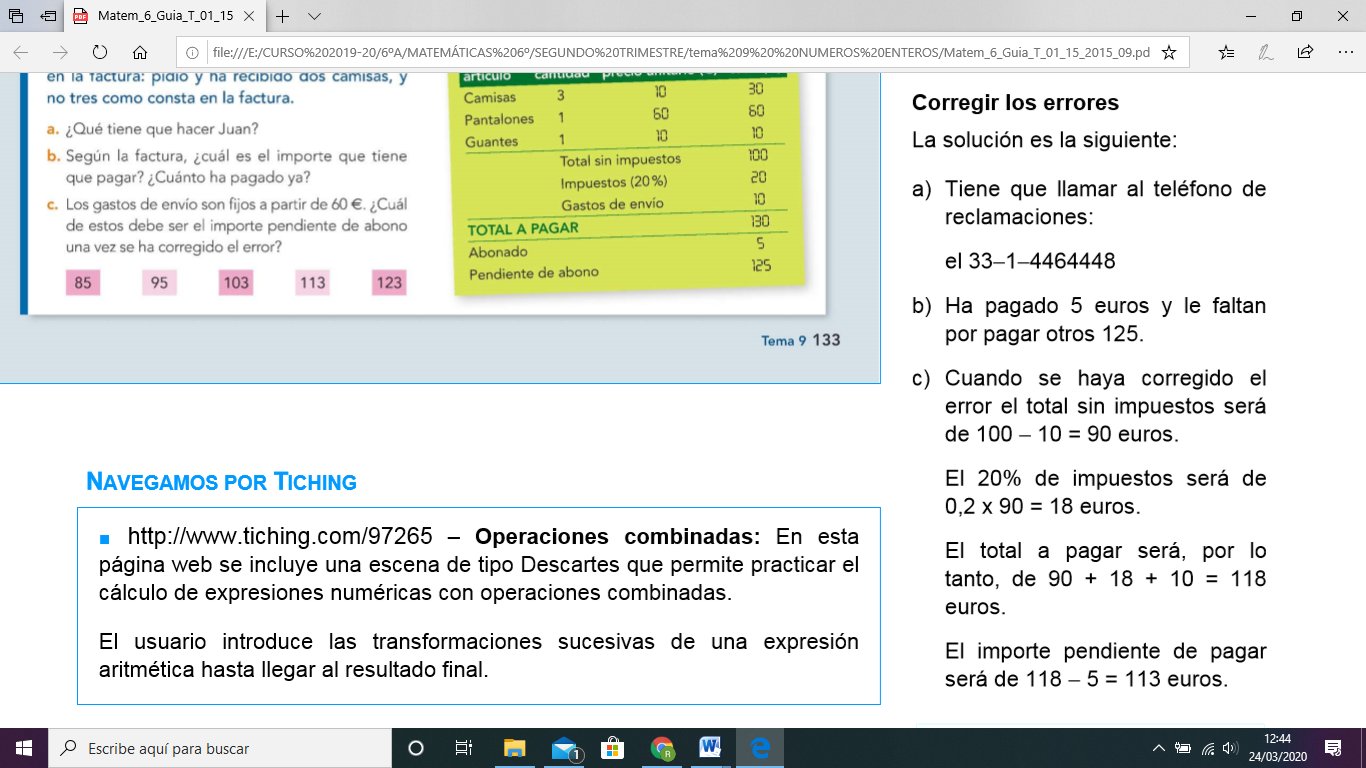 Matem_6_Guia_T_01_15
file:///E:/CURSO%202019-20/6ºA/MATEMÁTICAS%206º/SEGUNDO%20TRIMESTRE/tema%209%20%20NUMEROS%20ENTEROS/Matem_6_Guia_T_01_15_2015_09.pd
en la factura: pidió y ha recibido dos camisas, y
no tres como consta en la factura.
a. ¿Qué tiene que hacer Juan?
b. Según la factura, ¿cuál es el importe que tiene
que pagar? ¿Cuánto ha pagado ya?
c. Los gastos de envío son fijos a partir de 60 €. ¿Cuál
de estos debe ser el importe pendiente de abono
una vez se ha corregido el error?
85 95 103 113 123
artículo cantidad precio unitario
Camisas 3 10 30
Pantalones 1 60 60
Guantes 1 10 10
Total sin impuestos 100
Impuestos (20%) 20
Gastos de envío 10
TOTAL A PAGAR 130
Abonado 5
Pendiente de abono 125
Tema 9 133
NAVEGAMOS POR TICHING
■ http://www.tiching.com/97265 – Operaciones combinadas: En esta
página web se incluye una escena de tipo Descartes que permite practicar el
cálculo de expresiones numéricas con operaciones combinadas.
El usuario introduce las transformaciones sucesivas de una expresión
aritmética hasta llegar al resultado final.
Corregir los errores
La solución es la siguiente:
a) Tiene que llamar al teléfono de
reclamaciones:
el 33–1–4464448
b) Ha pagado 5 euros y le faltan
por pagar otros 125.
c) Cuando se haya corregido el
error el total sin impuestos será
de 100 – 10 = 90 euros.
El 20% de impuestos será de
0,2 x 90 = 18 euros.
El total a pagar será, por lo
tanto, de 90 + 18 + 10 = 118
euros.
El importe pendiente de pagar
será de 118 – 5 = 113 euros.
Escribe aquí para buscar
1
12:44
24/03/2020